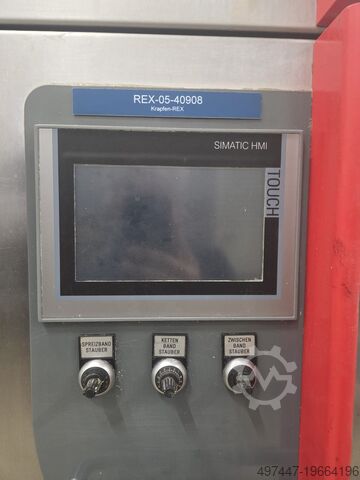 REX-05-40908
Krapfen-REX
SIMATIC HMI
TOUCH
SPREIZBAND
STAUBER
KETTEN
BAND
STAUBER
ZWISCHEN
BAND
STAUBER
497447-19664196